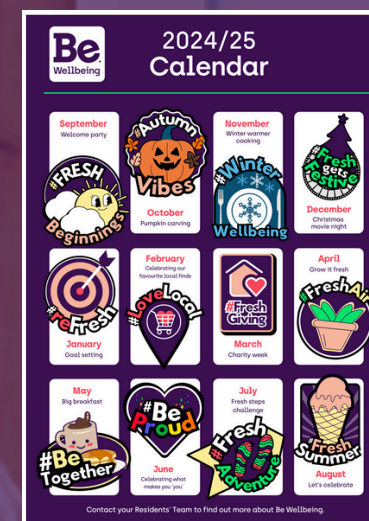 Be.
Wellbeing
2024/25
Calendar
September
Welcome party
#FRESH
Beginnings
#Autumn
Vibes
October
Pumpkin carving
November
Winter warmer
cooking
#Winter
Wellbeing
#Fresh
gets
Festive
December
Christmas
movie night
#reFresh
January
Goal setting
February
Celebrating our
favourite local finds
#LoveLocal
#Fresh
Giving
March
Charity week
April
Grow it fresh
#FreshAir
May
Big breakfast
#Be
Together
#Be
Proud
June
Celebrating what
makes you 'you'
July
Fresh steps
challenge
#Fresh
Adventure
#Fresh
Summer
August
Let's celebrate
Contact your Residents' Team to find out more about Be Wellbeing.